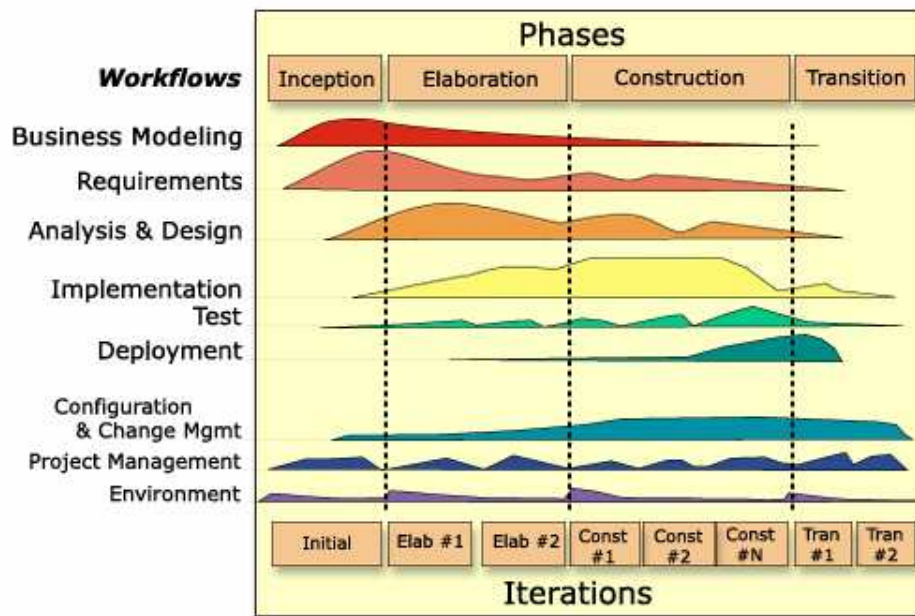 Phases
Workflows
Inception
Elaboration
Construction
Transition
Business Modeling
Requirements
Analysis & Design
Implementation
Test
Deployment
Configuration
& Change Mgmt
Project Management
Environment
Initial
Elab #1
Elab #2
Const
#1
Const
#2
Const
#N
Tran
#1
Tran
#2
Iterations